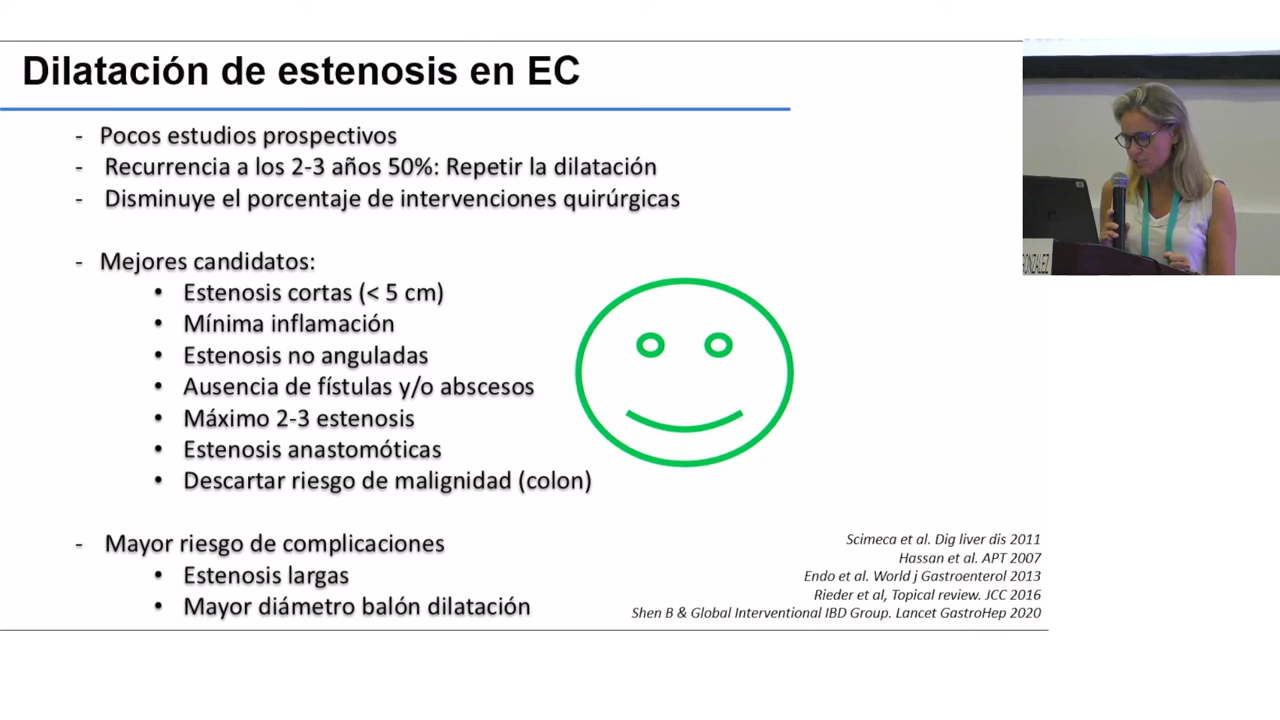 Dilatación de estenosis en EC
- Pocos estudios prospectivos
- Recurrencia a los 2-3 años 50%: Repetir la dilatación
- Disminuye el porcentaje de intervenciones quirúrgicas
- Mejores candidatos:
• Estenosis cortas (< 5 cm)
• Mínima inflamación
• Estenosis no anguladas
• Ausencia de fístulas y/o abscesos
• Máximo 2-3 estenosis
• Estenosis anastomóticas
• Descartar riesgo de malignidad (colon)
- Mayor riesgo de complicaciones
• Estenosis largas
• Mayor diámetro balón dilatación
Scimeca et al. Dig liver dis 2011
Hassan et al. APT 2007
Endo et al. World j Gastroenterol 2013
Rieder et al, Topical review. JCC 2016
Shen B & Global Interventional IBD Group. Lancet GastroHep 2020